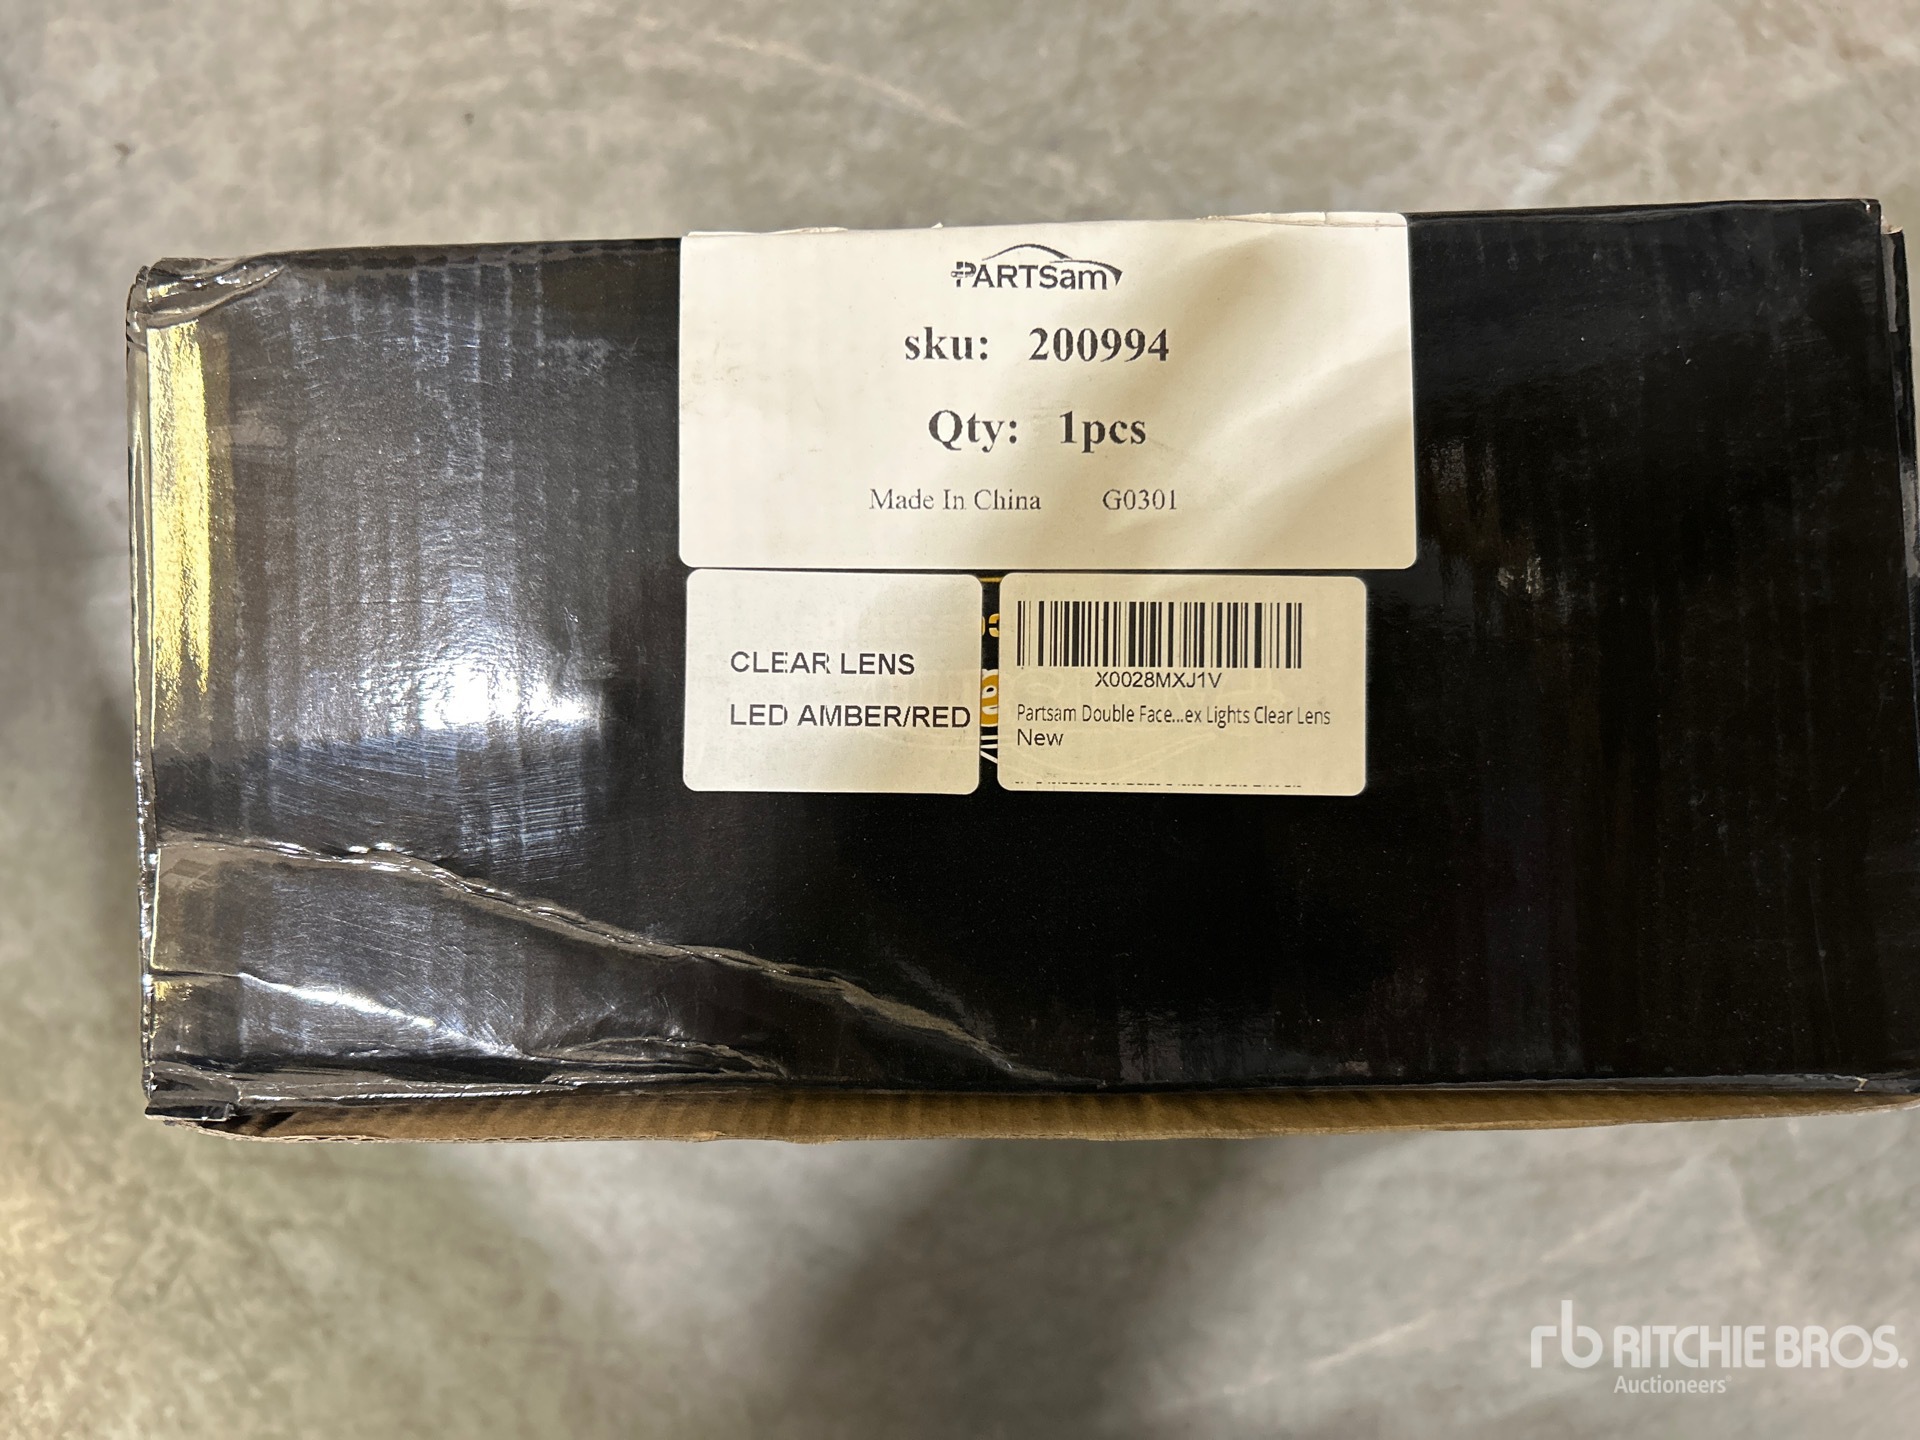 PARTSam
sku: 200994
Qty: 1pcs
Made In China G0301
CLEAR LENS
LED AMBER/RED
X0028MXJ1V
Partsam Double Face...ex Lights Clear Lens
New
rb RITCHIE BROS.
Auctioneers